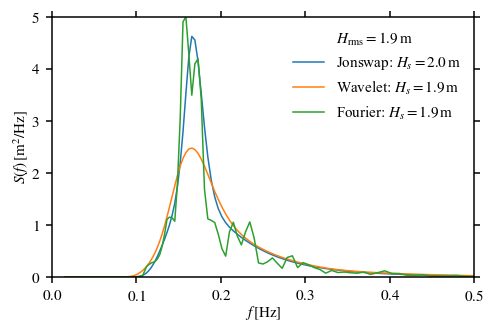 5
4
3
2
1
0
S(f) [m²/Hz]
H_rms = 1.9 m
Jonswap: H_s = 2.0 m
Wavelet: H_s = 1.9 m
Fourier: H_s = 1.9 m
0.0 0.1 0.2 0.3 0.4 0.5
f [Hz]